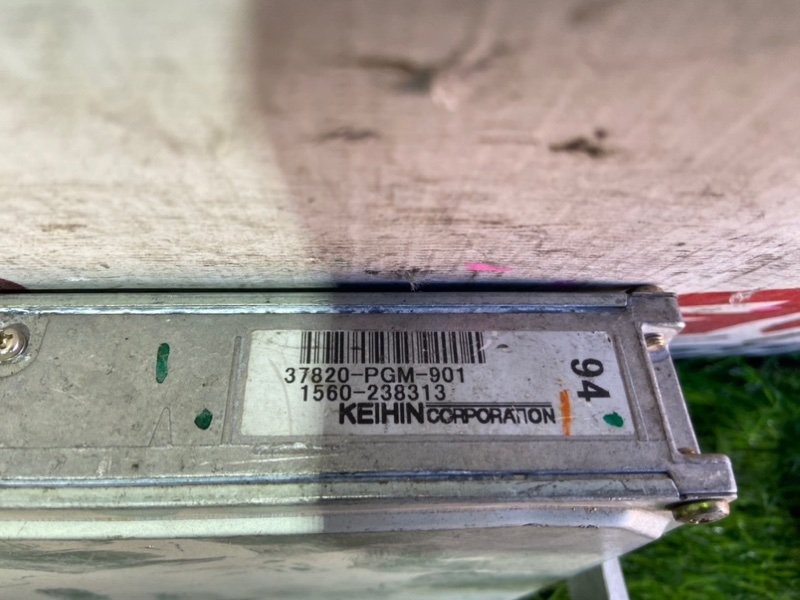 37820-PGM-901
1560-238313
KEIHIN CORPORATION
94